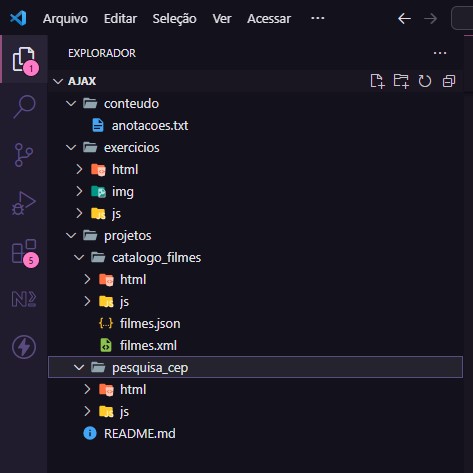 Arquivo Editar Seleção Ver Acessar ...
EXPLORADOR ...
AJAX
1
conteudo
anotacoes.txt
exercicios
html
img
js
projetos
catalogo_filmes
5
html
js
filmes.json
filmes.xml
pesquisa_cep
html
js
README.md